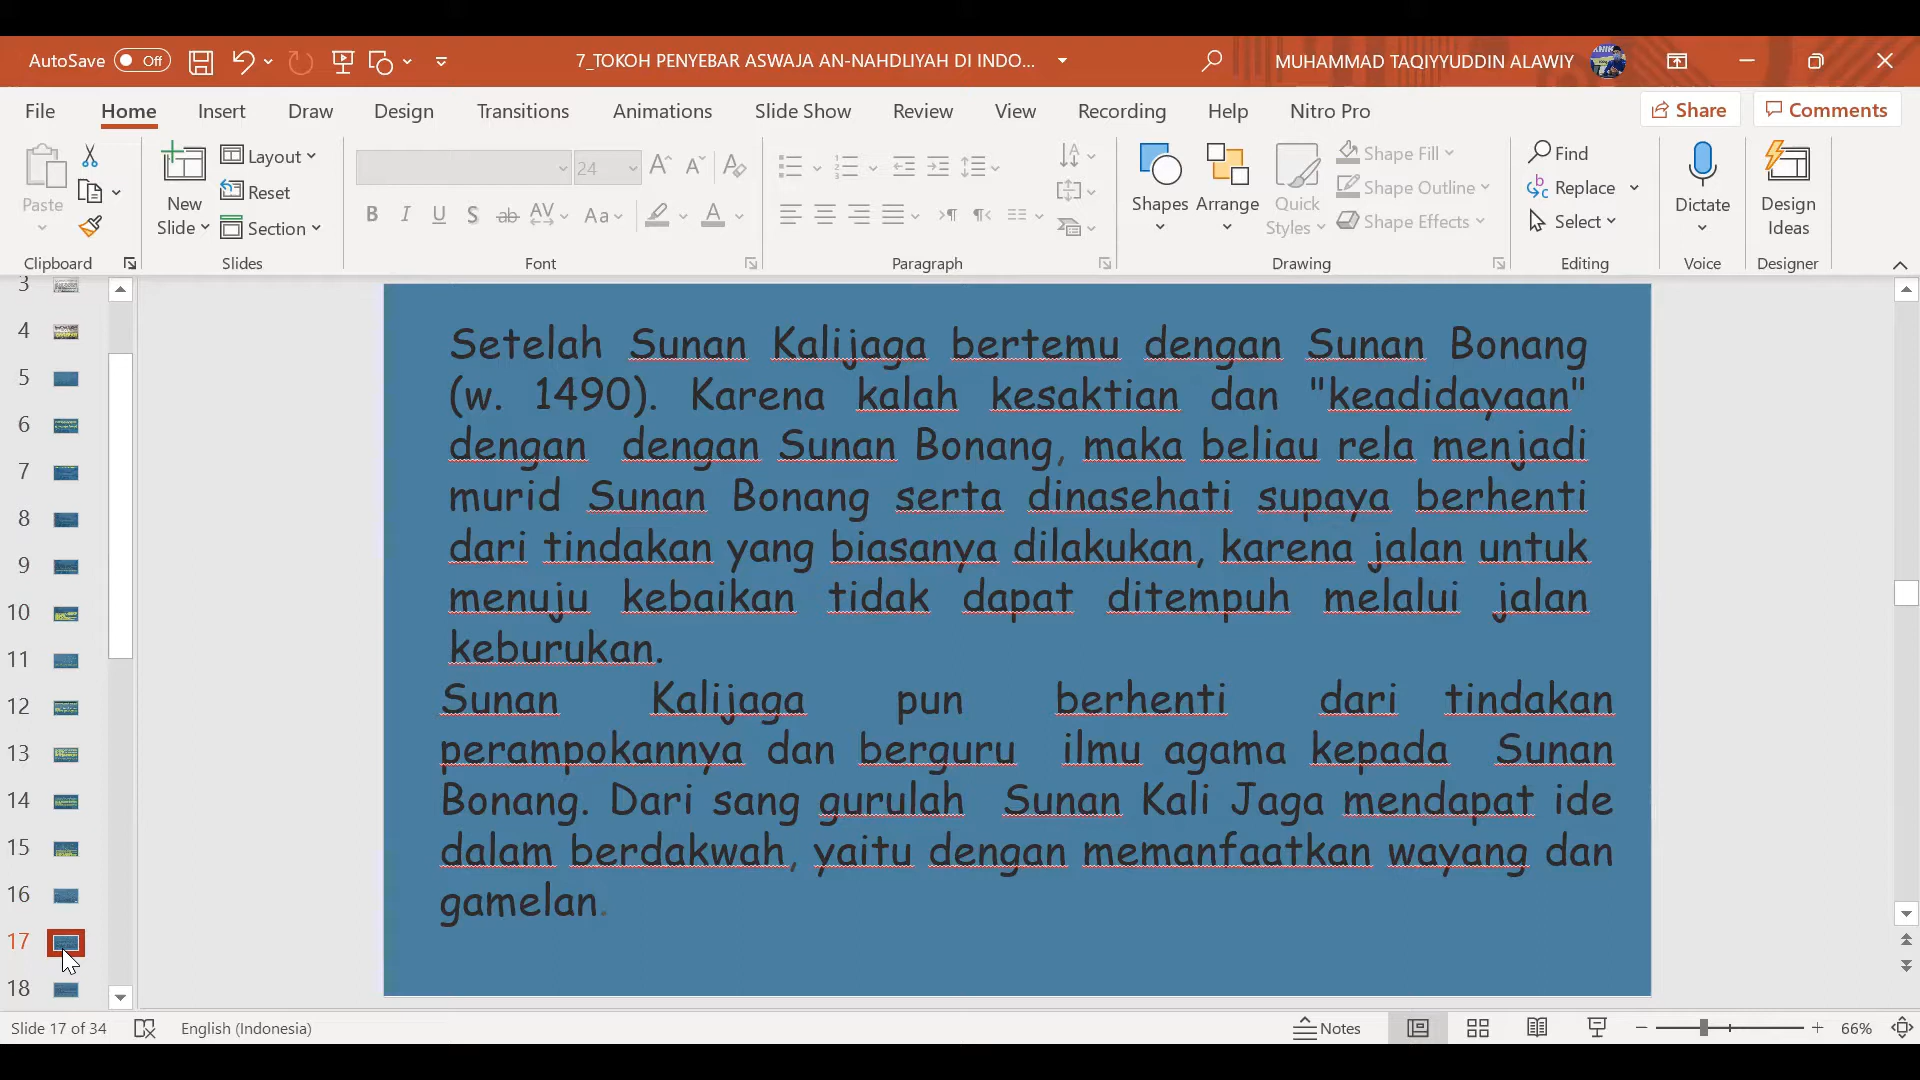 AutoSave Off 7_TOKOH PENYEBAR ASWAJA AN-NAHDLIYAH DI INDO... MUHAMMAD TAQIYYUDDIN ALAWIY
File Home Insert Draw Design Transitions Animations Slide Show Review View Recording Help Nitro Pro Share Comments
Paste
New Slide
Layout
Reset
Section
24
Shapes
Arrange
Quick Styles
Shape Fill
Shape Outline
Shape Effects
Find
Replace
Select
Dictate
Design Ideas
Clipboard Slides Font Paragraph Drawing Editing Voice Designer
3
4
5
6
7
8
9
10
11
12
13
14
15
16
17
18
Setelah Sunan Kalijaga bertemu dengan Sunan Bonang
(w. 1490). Karena kalah kesaktian dan "keadidayaan"
dengan dengan Sunan Bonang, maka beliau rela menjadi
murid Sunan Bonang serta dinasehati supaya berhenti
dari tindakan yang biasanya dilakukan, karena jalan untuk
menuju kebaikan tidak dapat ditempuh melalui jalan
keburukan.
Sunan Kalijaga pun berhenti dari tindakan
perampokannya dan berguru ilmu agama kepada Sunan
Bonang. Dari sang gurulah Sunan Kali Jaga mendapat ide
dalam berdakwah, yaitu dengan memanfaatkan wayang dan
gamelan.
Slide 17 of 34 English (Indonesia) Notes 66%